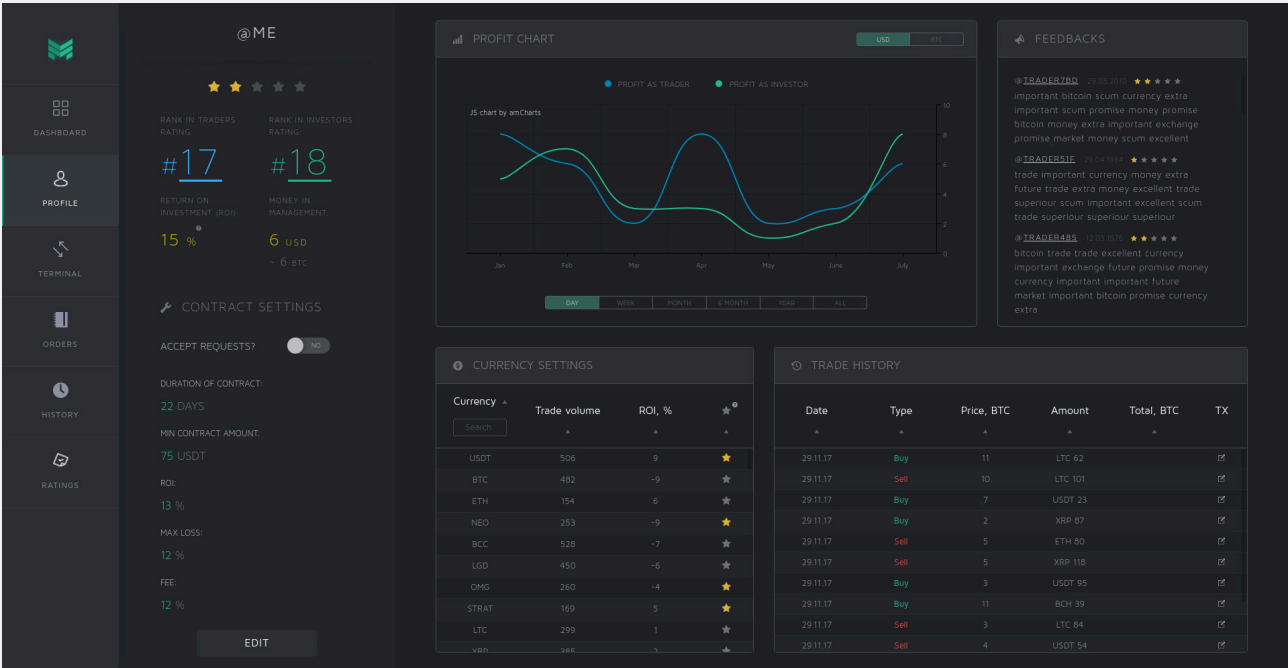 DASHBOARD
PROFILE
TERMINAL
ORDERS
HISTORY
RATINGS
@ME
RANK IN TRADERS RATING:
#17
RANK IN INVESTORS RATING:
#18
RETURN ON INVESTMENT (ROI):
15 %
MONEY IN MANAGEMENT:
6 USD
~ 6 BTC
CONTRACT SETTINGS
ACCEPT REQUESTS? NO
DURATION OF CONTRACT:
22 DAYS
MIN CONTRACT AMOUNT:
75 USDT
ROI:
13 %
MAX LOSS:
12 %
FEE:
12 %
EDIT
PROFIT CHART USD BTC
PROFIT AS TRADER PROFIT AS INVESTOR
JS chart by amCharts
10
8
6
4
2
0
Jan Feb Mar Apr May June July
DAY WEEK MONTH 6 MONTH YEAR ALL
FEEDBACKS
@TRADER7BD 29.03.2010
important bitcoin scum currency extra
important scum promise money promise
bitcoin money extra important exchange
promise market money scum excellent
@TRADER51F 29.04.1984
trade important currency money extra
future trade extra money excellent trade
superiour scum important excellent scum
trade superiour superiour superiour
@TRADER485 12.03.1976
bitcoin trade trade excellent currency
important exchange future promise money
currency important important future
market important bitcoin promise currency
extra
CURRENCY SETTINGS
Currency Trade volume ROI, %
Search
USDT 506 9
BTC 482 -9
ETH 154 6
NEO 253 -9
BCC 528 -7
LGD 450 -6
OMG 260 -4
STRAT 169 5
LTC 299 1
XRP 385 2
TRADE HISTORY
Date Type Price, BTC Amount Total, BTC TX
29.11.17 Buy 11 LTC 62
29.11.17 Sell 10 LTC 101
29.11.17 Buy 7 USDT 23
29.11.17 Buy 2 XRP 87
29.11.17 Sell 5 ETH 80
29.11.17 Sell 5 XRP 118
29.11.17 Buy 3 USDT 95
29.11.17 Buy 11 BCH 39
29.11.17 Sell 3 LTC 84
29.11.17 Sell 4 USDT 54